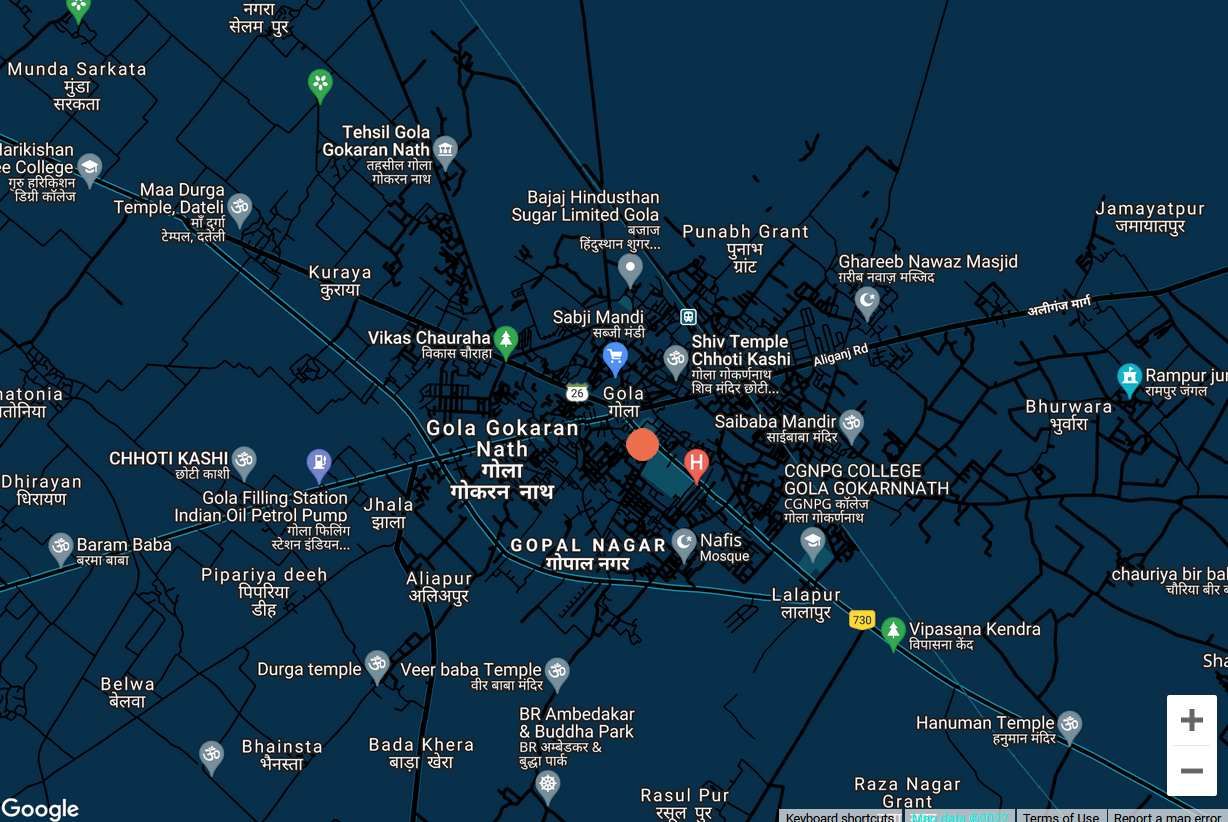 नगरा
सेलम पुर
Munda Sarkata
मुंडा
सरकता
Tehsil Gola
Gokaran Nath
तहसील गोला
गोकरन नाथ
arikishan
ee College
गुरु हरिकिशन
डिग्री कॉलेज
Maa Durga
Temple, Dateli
माँ दुर्गा
टेम्पल, दतेली
Bajaj Hindusthan
Sugar Limited Gola
बजाज
हिंदुस्थान शुगर...
Punabh Grant
पुनाभ
ग्रांट
Jamayatpur
जमायतपुर
Ghareeb Nawaz Masjid
ग़रीब नवाज़ मस्जिद
Kuraya
कुराया
अलीगंज मार्ग
Sabji Mandi
सब्जी मंडी
Vikas Chauraha
विकास चौराहा
Shiv Temple
Chhoti Kashi
गोला गोकर्णनाथ
शिव मंदिर छोटी...
Aliganj Rd
26
Gola
गोला
Rampur jun
रामपुर जंगल
natonia
तोनिया
Bhurwara
भुर्वारा
Saibaba Mandir
साईबाबा मंदिर
Gola Gokaran
Nath
गोला
गोकरन नाथ
CHHOTI KASHI
छोटी काशी
H
CGNPG COLLEGE
GOLA GOKARNNATH
CGNPG कॉलेज
गोला गोकर्णनाथ
Dhirayan
धिरायण
Gola Filling Station
Indian Oil Petrol Pump
गोला फिलिंग
स्टेशन इंडियन...
Jhala
झाला
Baram Baba
बरमा बाबा
GOPAL NAGAR
गोपाल नगर
Nafis
Mosque
Pipariya deeh
पिपरिया
डीह
Aliapur
अलिअपुर
chauriya bir bab
चौरिया बीर ब
Lalapur
लालापुर
730
Vipasana Kendra
विपासना केंद
Durga temple
Veer baba Temple
वीर बाबा मंदिर
Sha
Belwa
बेलवा
BR Ambedakar
& Buddha Park
BR अम्बेडकर &
बुद्धा पार्क
Hanuman Temple
हनुमान मंदिर
Bhainsta
भैनस्ता
Bada Khera
बाड़ा खेरा
Rasul Pur
रसूल पुर
Raza Nagar
Grant
Google
Keyboard shortcuts
Map data ©2022
Terms of Use
Report a map error